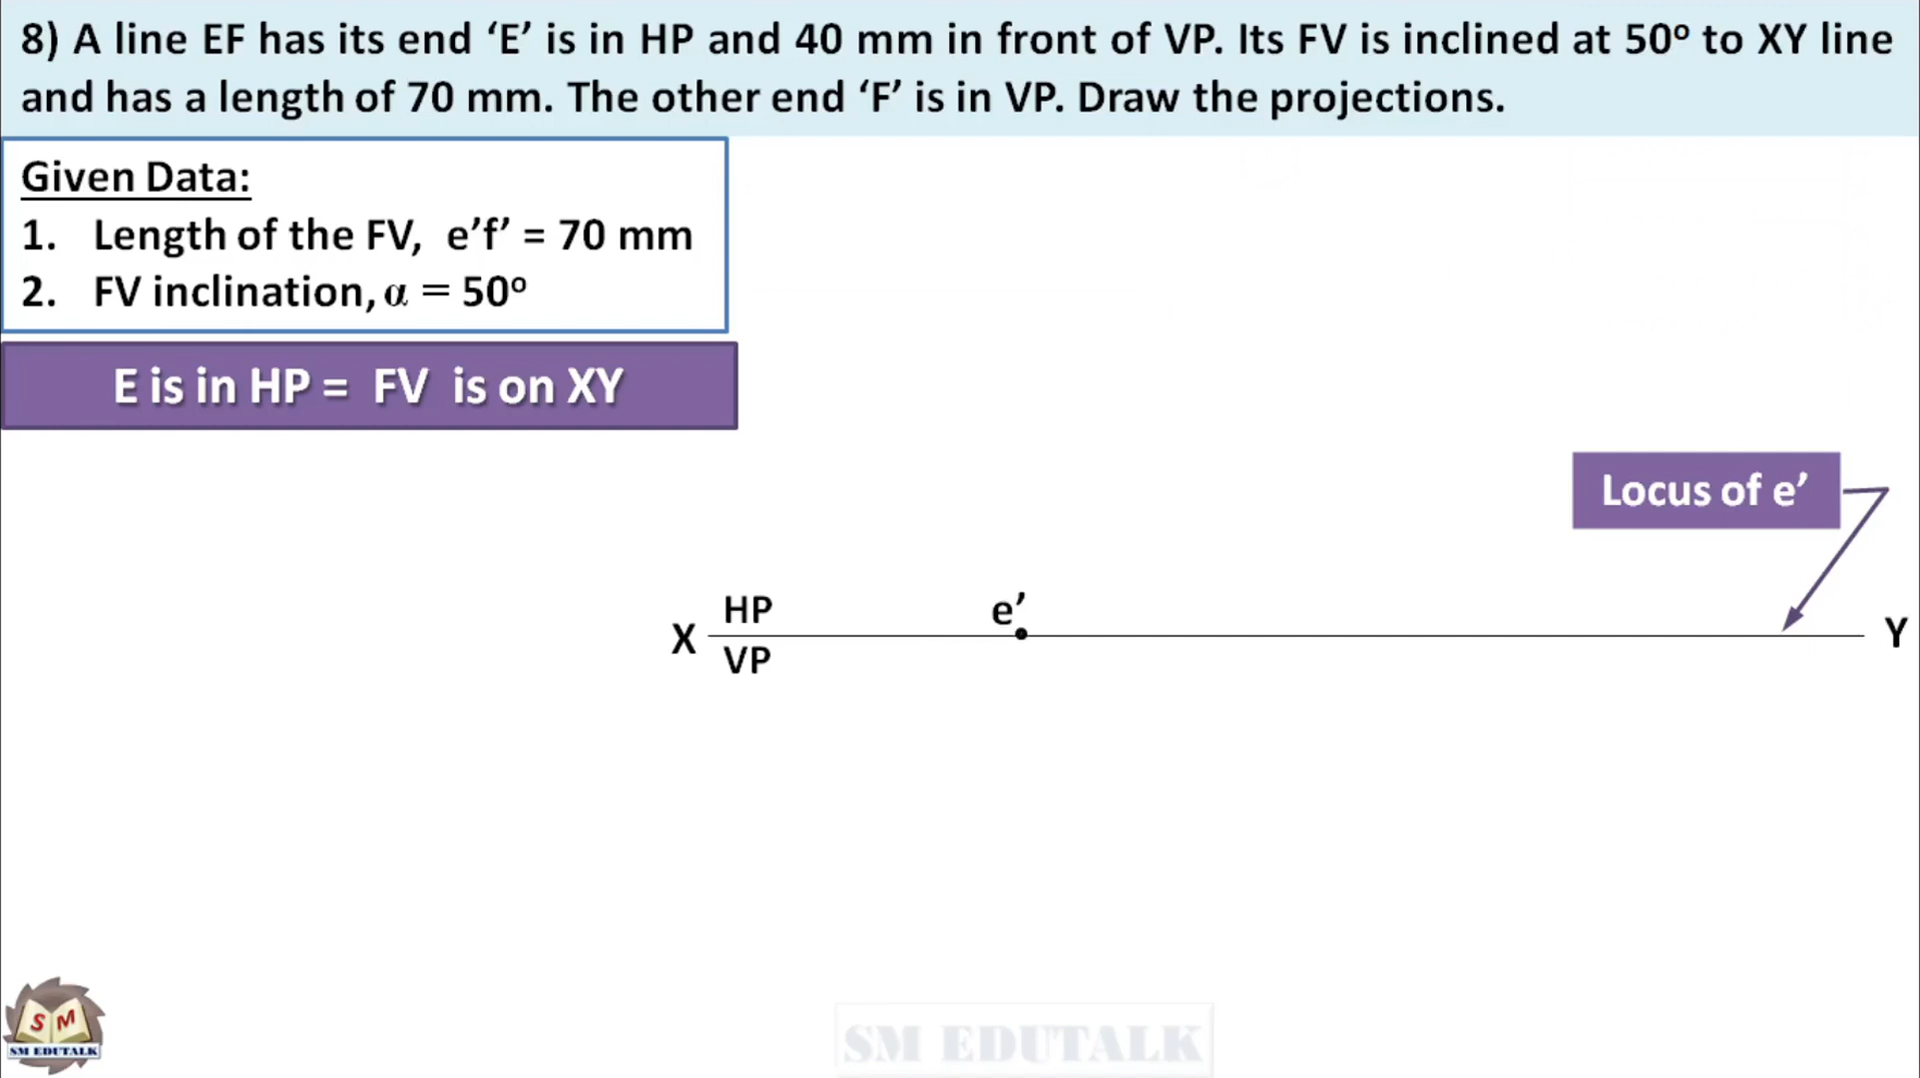 8) A line EF has its end ‘E’ is in HP and 40 mm in front of VP. Its FV is inclined at 50º to XY line
and has a length of 70 mm. The other end ‘F’ is in VP. Draw the projections.
Given Data:
1. Length of the FV, e’f’ = 70 mm
2. FV inclination, α = 50º
E is in HP = FV is on XY
Locus of e’
HP
e’
X
Y
VP
S M
SM EDUTALK
SM EDUTALK